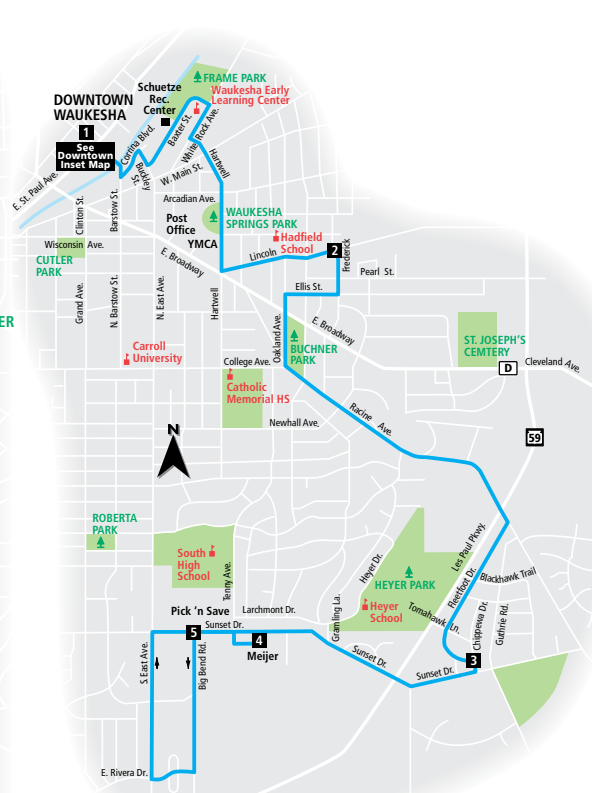 FRAME PARK
Schuetze
Rec.
Center
Waukesha Early
Learning Center
DOWNTOWN
WAUKESHA
1
See
Downtown
Inset Map
Cortina Blvd.
Baxter St.
White Rock Ave.
Buckley
St.
W. Main St.
Hartwell
E. St. Paul Ave.
Clinton St.
Barstow St.
Arcadian Ave.
Post
Office
WAUKESHA
SPRINGS PARK
YMCA
Hadfield
School
2
Frederick
Wisconsin Ave.
CUTLER
PARK
E. Broadway
Lincoln
Pearl St.
Grand Ave.
N. Barstow St.
N. East Ave.
Hartwell
Ellis St.
ER
Oakland Ave.
E. Broadway
BUCHNER
PARK
ST. JOSEPH'S
CEMTERY
D
Cleveland Ave.
Carroll
University
College Ave.
Catholic
Memorial HS
Racine Ave.
Newhall Ave.
N
59
ROBERTA
PARK
South
High
School
Tenny Ave.
Heyer Dr.
Les Paul Pkwy.
HEYER PARK
Reetfoot Dr.
Blackhawk Trail
Heyer
School
Tomahawk Ln.
Chippewa Dr.
Guthrie Rd.
Gramling La.
Pick 'n Save
Larchmont Dr.
Sunset Dr.
5
4
Meijer
S. East Ave.
Big Bend Rd.
Sunset Dr.
Sunset Dr.
3
E. Rivera Dr.